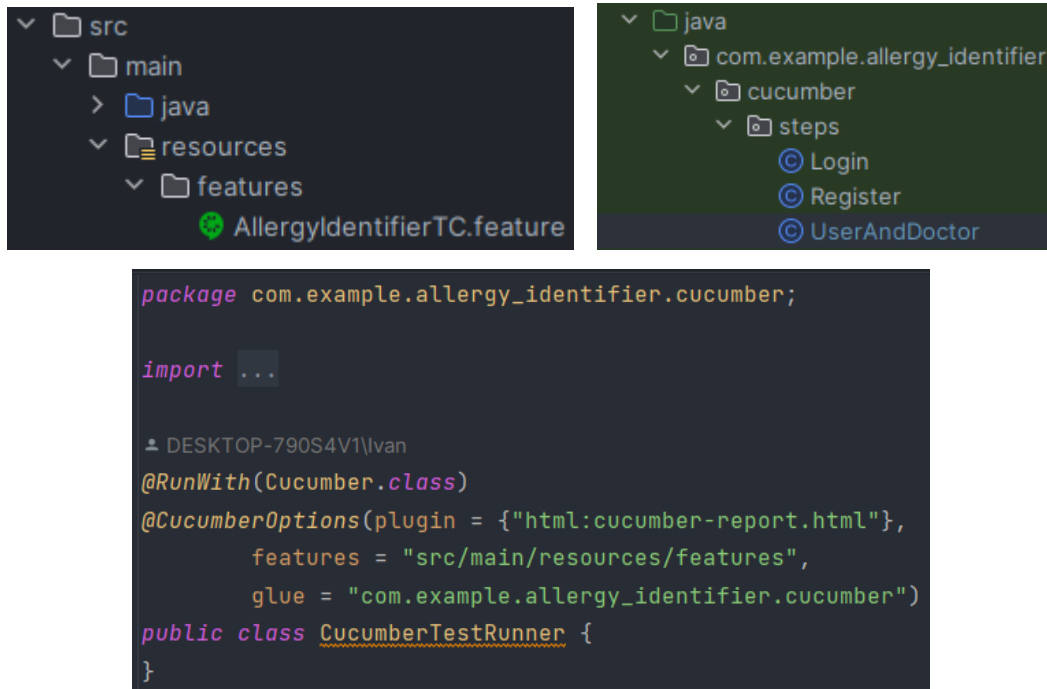 src
main
java
resources
features
AllergyIdentifierTC.feature
java
com.example.allergy_identifier
cucumber
steps
Login
Register
UserAndDoctor
package com.example.allergy_identifier.cucumber;
import ...
DESKTOP-790S4V1\Ivan
@RunWith(Cucumber.class)
@CucumberOptions(plugin = {"html:cucumber-report.html"},
features = "src/main/resources/features",
glue = "com.example.allergy_identifier.cucumber")
public class CucumberTestRunner {
}